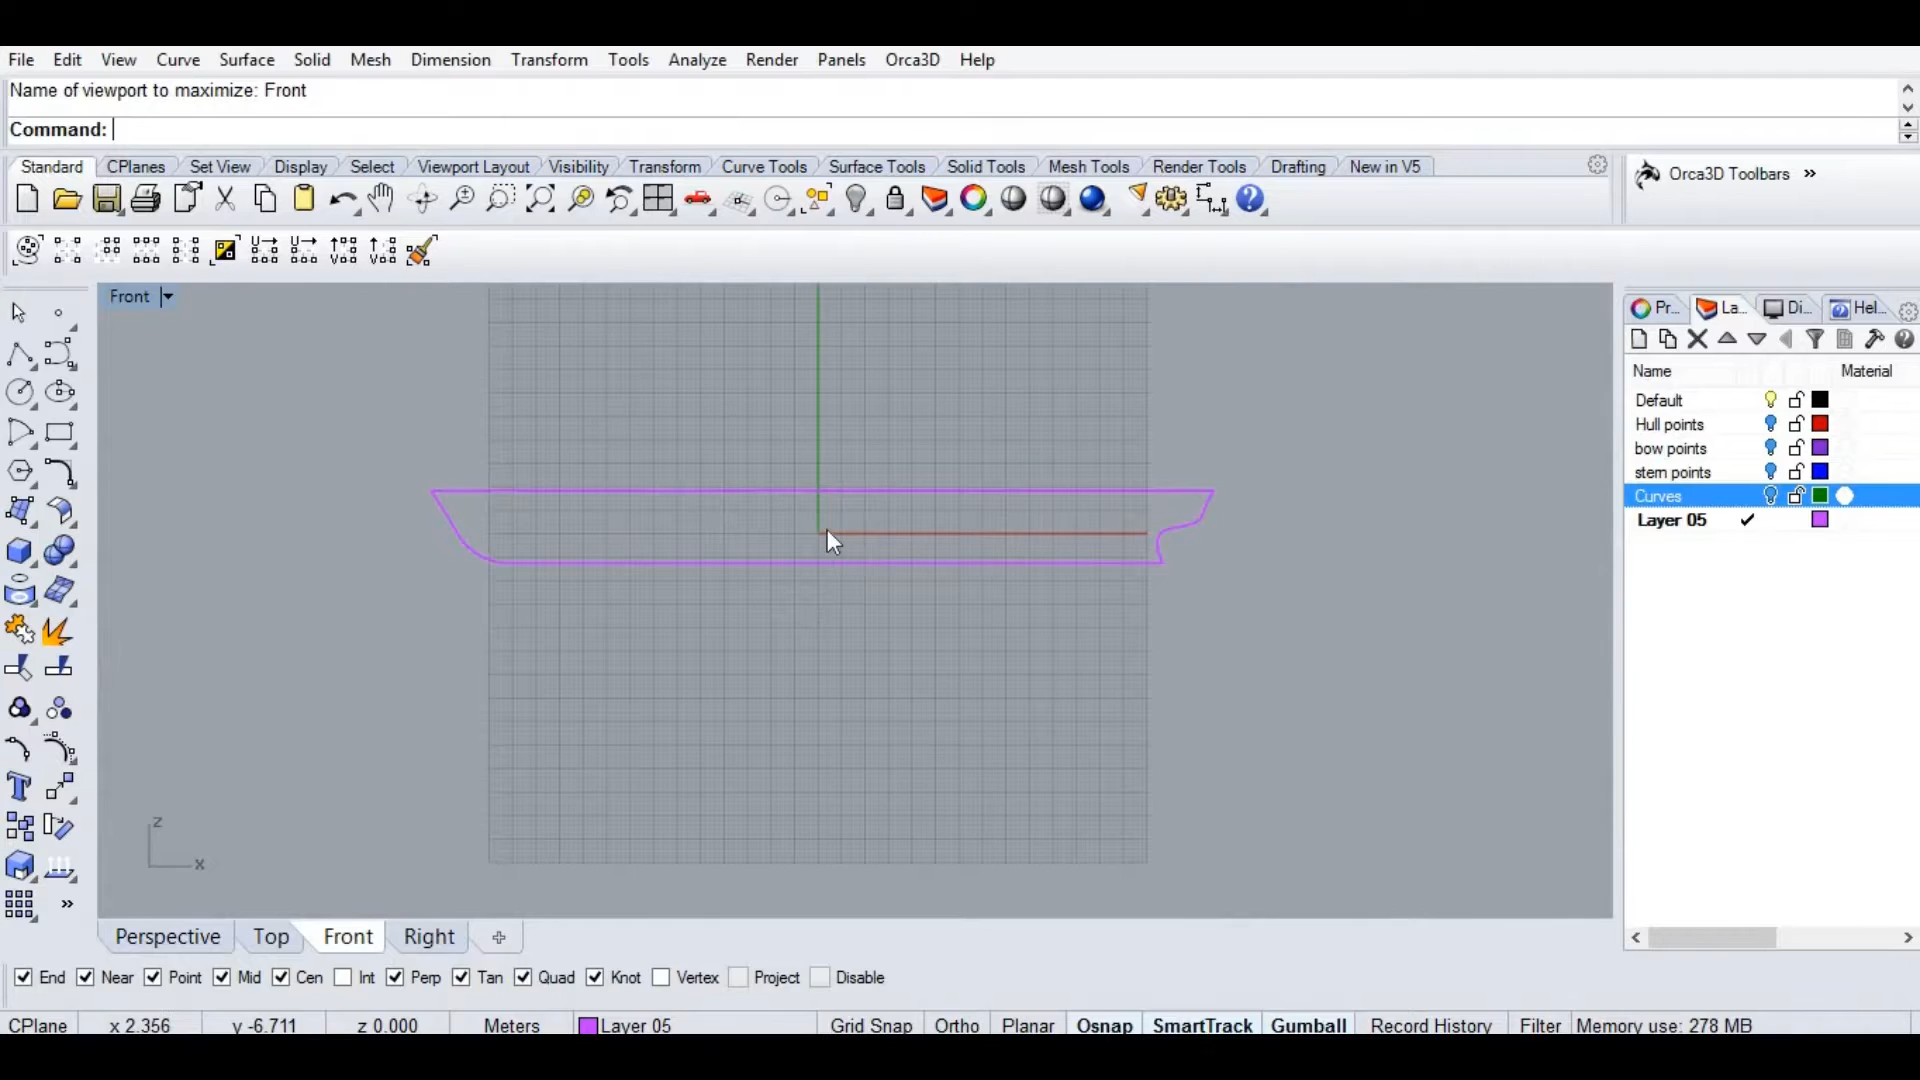 File Edit View Curve Surface Solid Mesh Dimension Transform Tools Analyze Render Panels Orca3D Help
Name of viewport to maximize: Front
Command:
Standard CPlanes Set View Display Select Viewport Layout Visibility Transform Curve Tools Surface Tools Solid Tools Mesh Tools Render Tools Drafting New in V5
Orca3D Toolbars »
Front
Pr... La... Di... Hel...
Name Material
Default
Hull points
bow points
stern points
Curves
Layer 05
z
x
Perspective Top Front Right
End Near Point Mid Cen Int Perp Tan Quad Knot Vertex Project Disable
CPlane x 2.356 y -6.711 z 0.000 Meters Layer 05 Grid Snap Ortho Planar Osnap SmartTrack Gumball Record History Filter Memory use: 278 MB